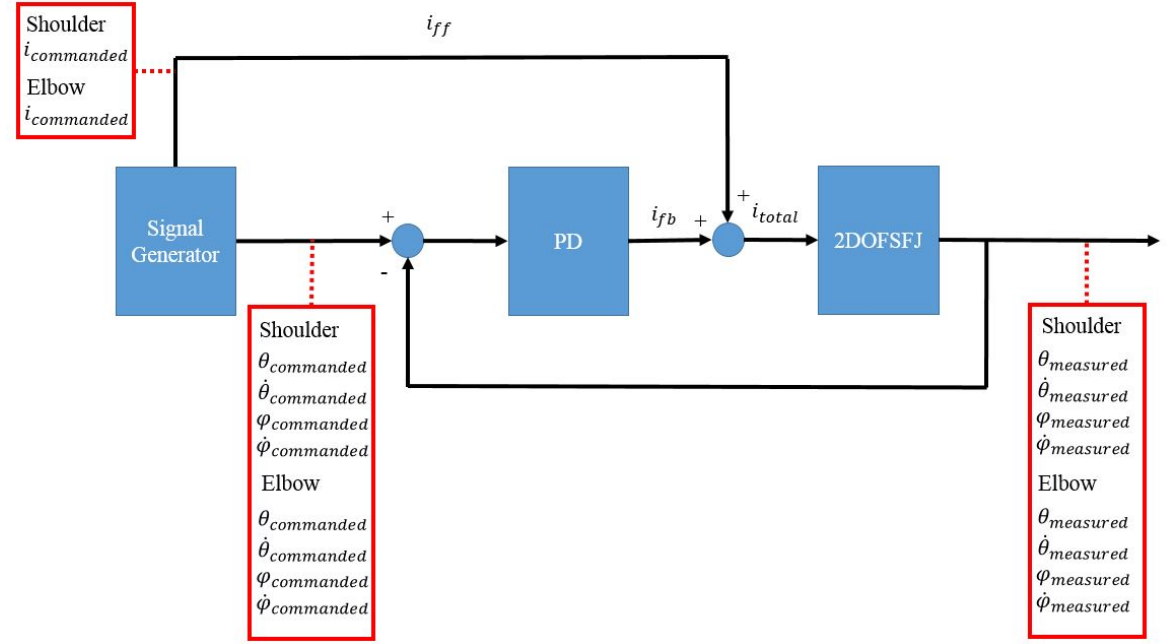 Shoulder
i_commanded
Elbow
i_commanded
i_ff
Signal
Generator
+
-
PD
i_fb
+
+
i_total
2DOFSFJ
Shoulder
θ_commanded
θ̇_commanded
φ_commanded
φ̇_commanded
Elbow
θ_commanded
θ̇_commanded
φ_commanded
φ̇_commanded
Shoulder
θ_measured
θ̇_measured
φ_measured
φ̇_measured
Elbow
θ_measured
θ̇_measured
φ_measured
φ̇_measured